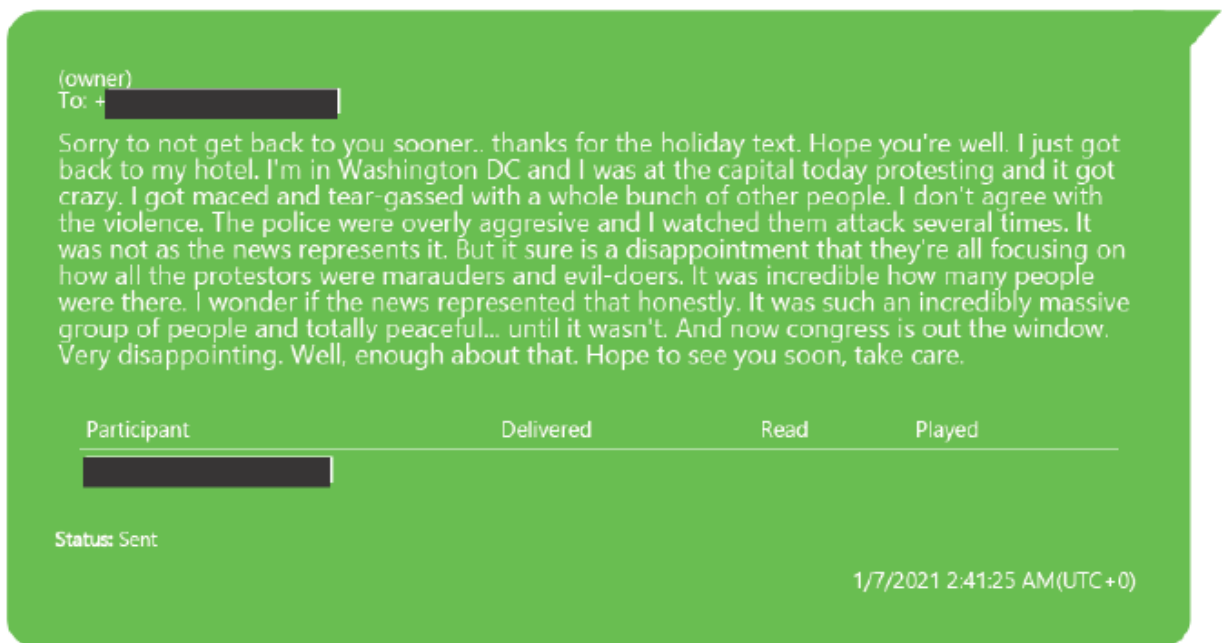 (owner)
To: +
Sorry to not get back to you sooner.. thanks for the holiday text. Hope you're well. I just got
back to my hotel. I'm in Washington DC and I was at the capital today protesting and it got
crazy. I got maced and tear-gassed with a whole bunch of other people. I don't agree with
the violence. The police were overly aggresive and I watched them attack several times. It
was not as the news represents it. But it sure is a disappointment that they're all focusing on
how all the protestors were marauders and evil-doers. It was incredible how many people
were there. I wonder if the news represented that honestly. It was such an incredibly massive
group of people and totally peaceful... until it wasn't. And now congress is out the window.
Very disappointing. Well, enough about that. Hope to see you soon, take care.
Participant Delivered Read Played
Status: Sent
1/7/2021 2:41:25 AM(UTC+0)